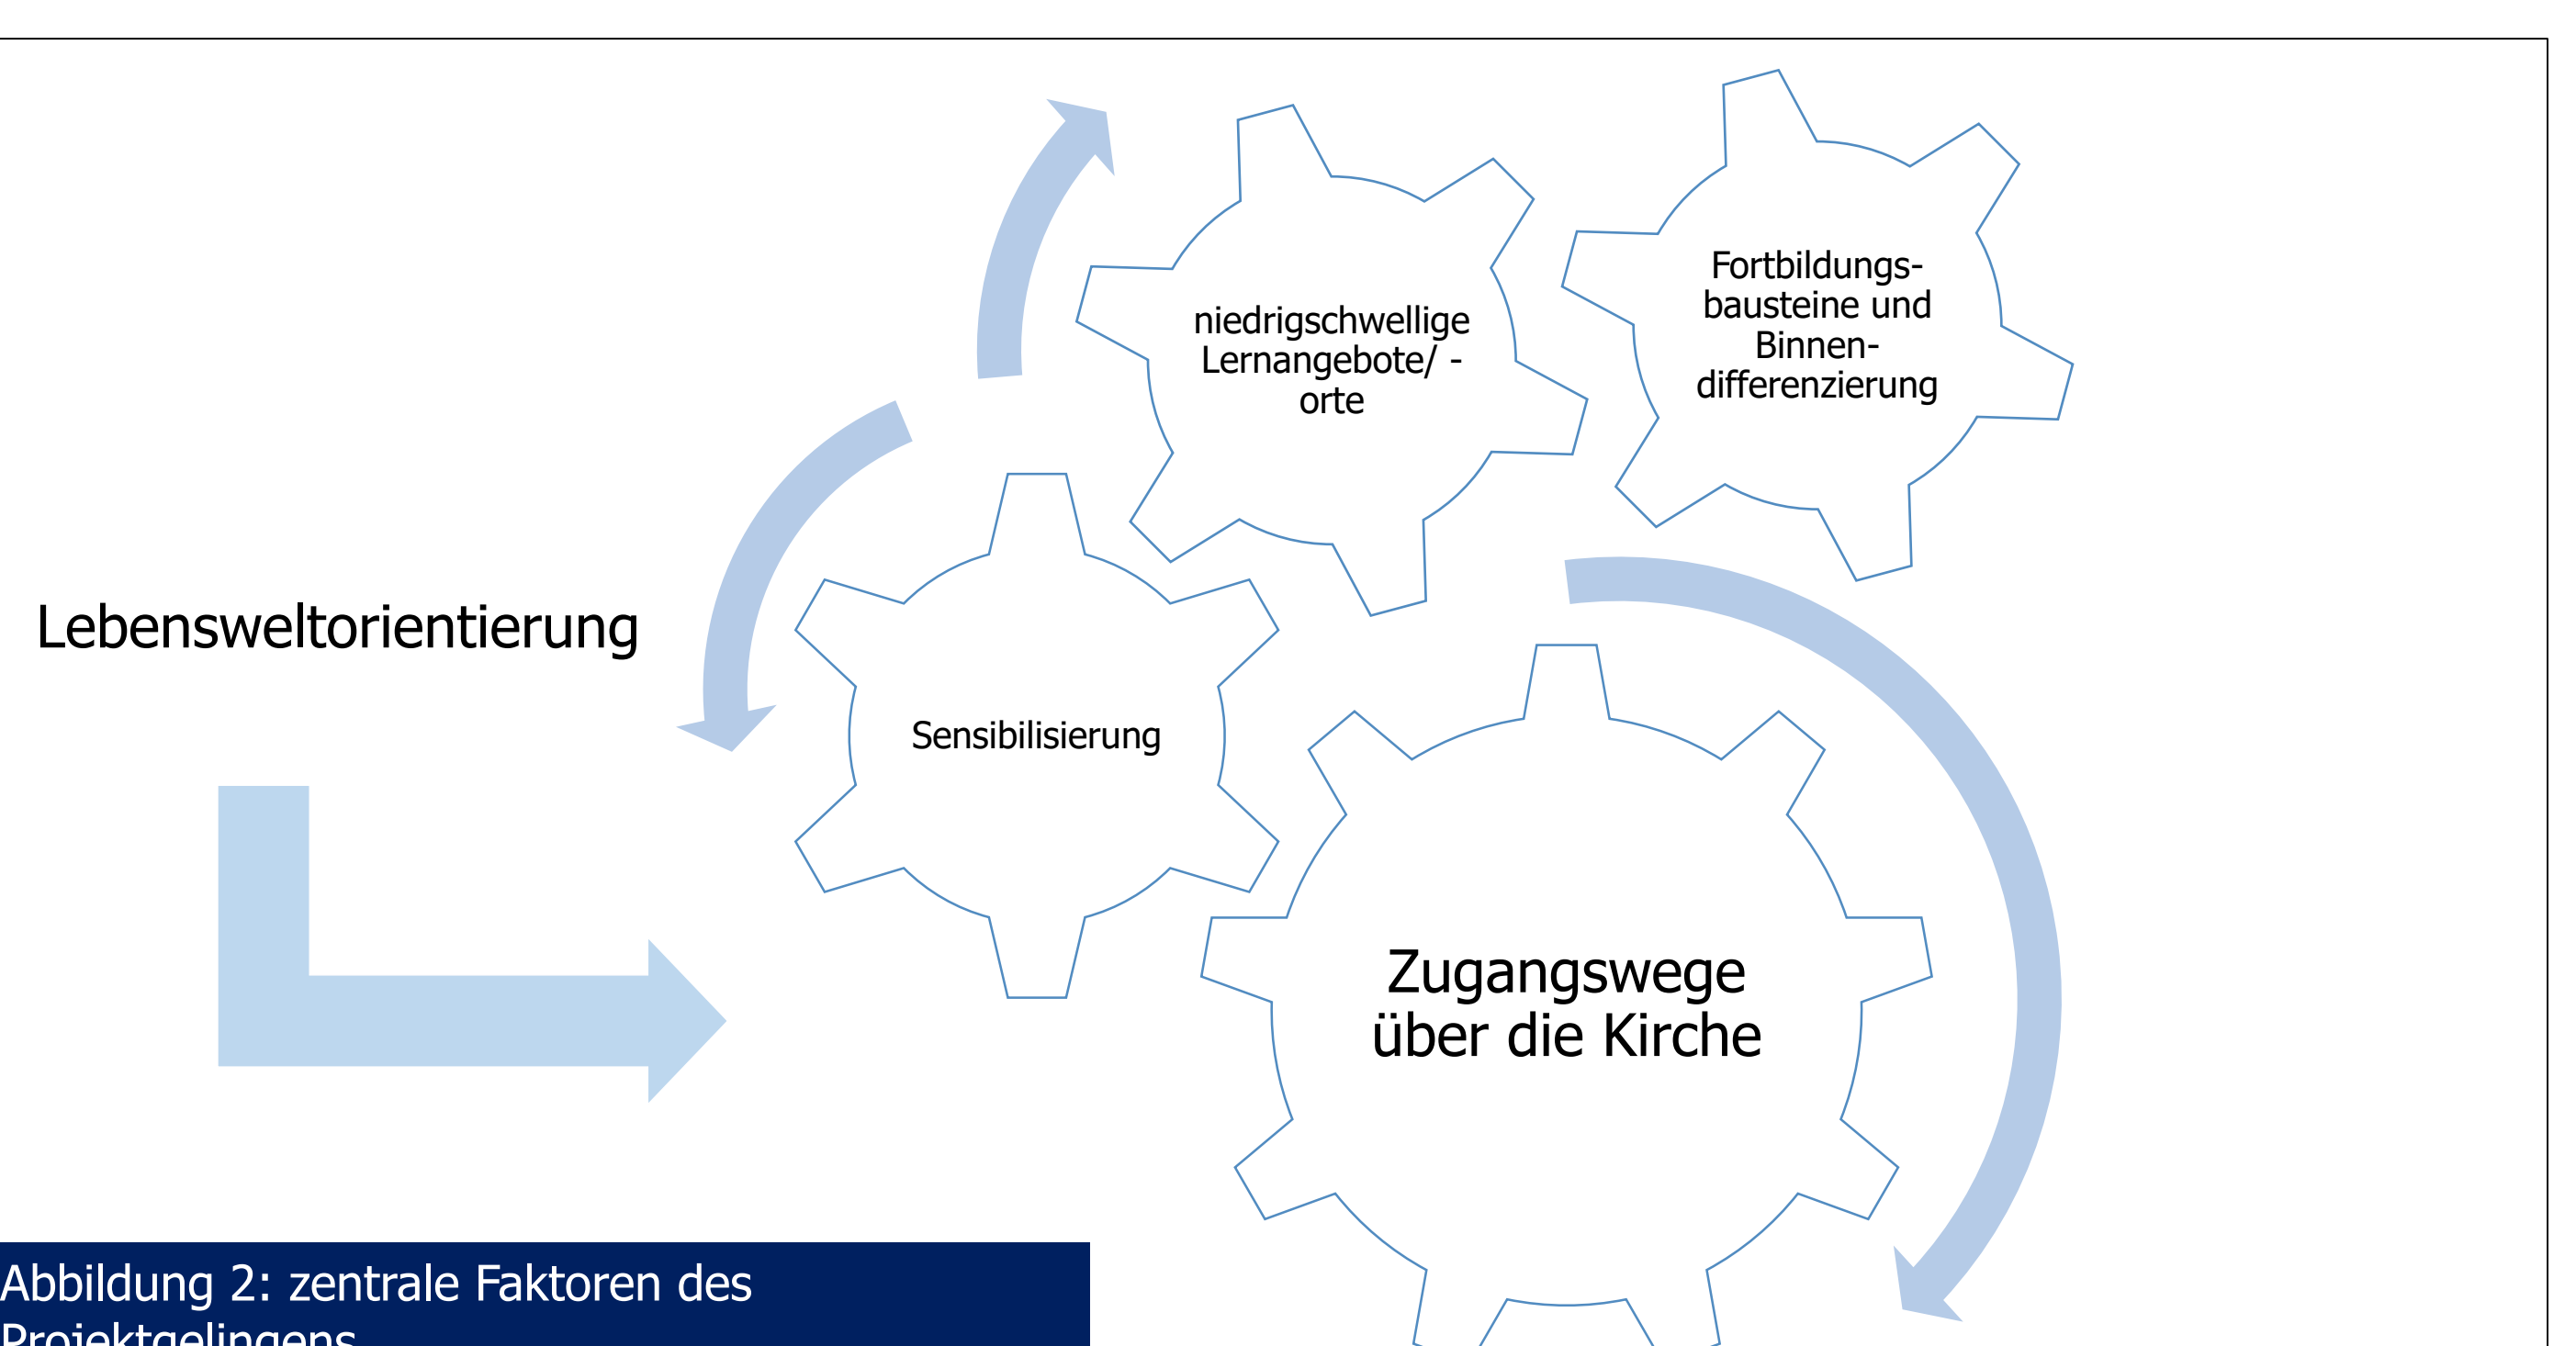 niedrigschwellige
Lernangebote/ -
orte
Fortbildungs-
bausteine und
Binnen-
differenzierung
Lebensweltorientierung
Sensibilisierung
Zugangswege
über die Kirche
Abbildung 2: zentrale Faktoren des
Projektgelingens